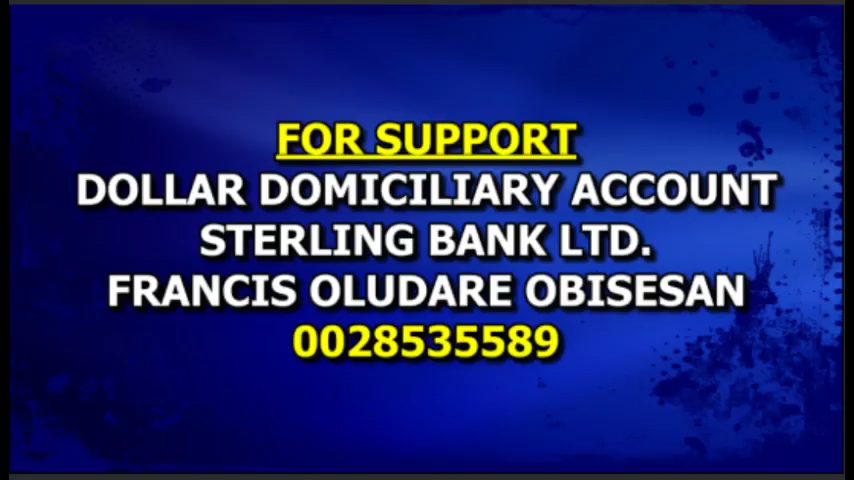 FOR SUPPORT
DOLLAR DOMICILIARY ACCOUNT
STERLING BANK LTD.
FRANCIS OLUDARE OBISESAN
0028535589